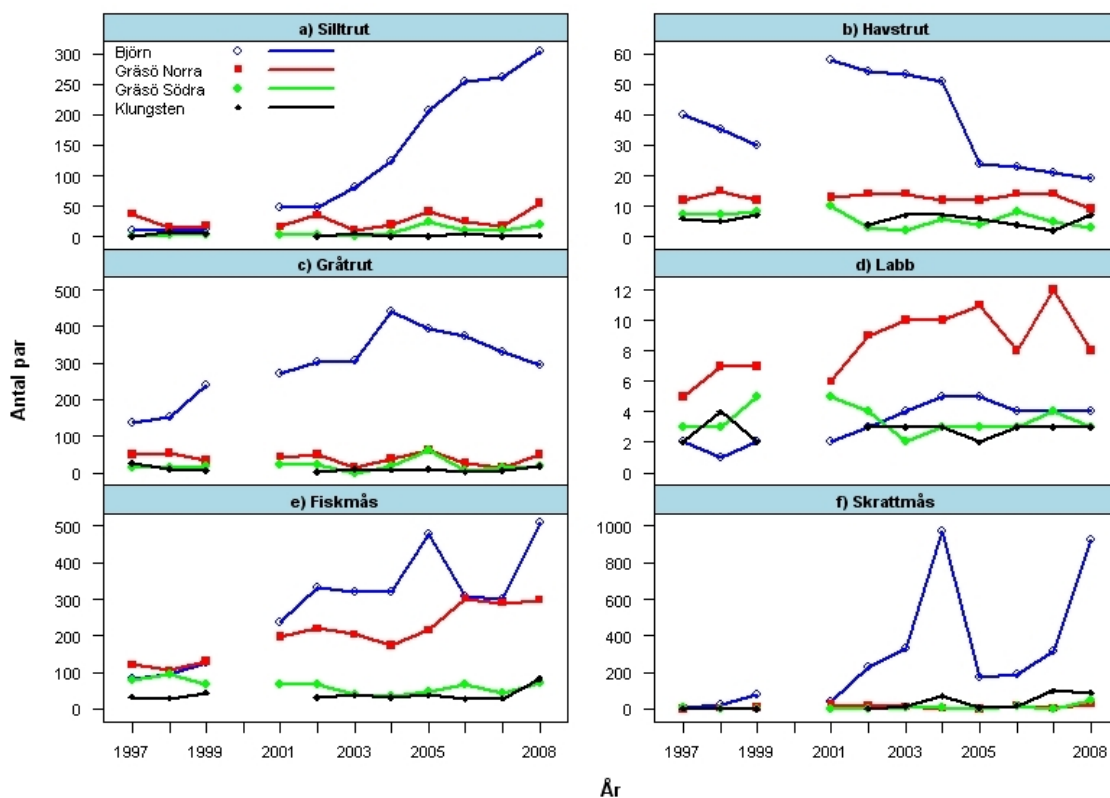 a) Silltrut
b) Havstrut
Björn
Gräsö Norra
Gräsö Södra
Klungsten
300
250
200
150
100
50
0
60
50
40
30
20
10
0
c) Gråtrut
d) Labb
500
400
300
200
100
0
12
10
8
6
4
2
0
e) Fiskmås
f) Skrattmås
500
400
300
200
100
0
1000
800
600
400
200
0
1997 1999 2001 2003 2005 2008
1997 1999 2001 2003 2005 2008
Antal par
År